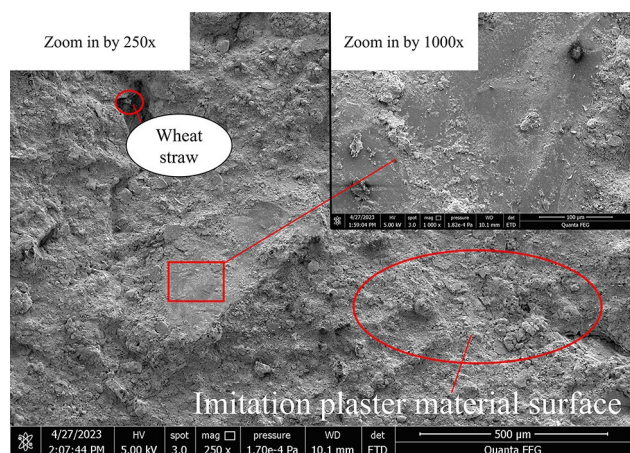 Zoom in by 250x
Zoom in by 1000x
Wheat
straw
4/27/2023 HV spot mag □ pressure WD det 100 μm
1:59:04 PM 5.00 kV 3.0 1 000 x 1.82e-4 Pa 10.1 mm ETD Quanta FEG
Imitation plaster material surface
4/27/2023 HV spot mag □ pressure WD det 500 μm
2:07:44 PM 5.00 kV 3.0 250 x 1.70e-4 Pa 10.1 mm ETD Quanta FEG